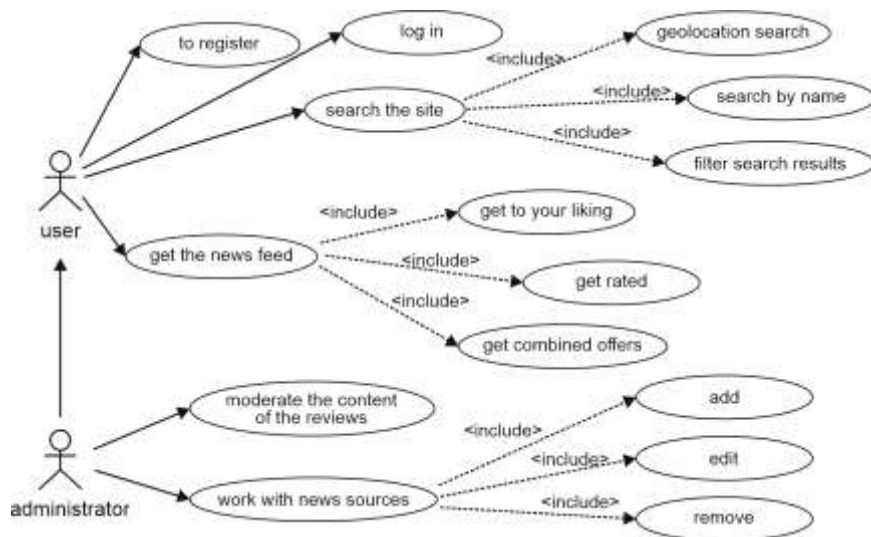 to register
log in
geolocation search
<include>
search by name
search the site
<include>
<include>
filter search results
user
<include>
get to your liking
get the news feed
<include>
get rated
<include>
get combined offers
moderate the content
of the reviews
add
<include>
<include>
edit
administrator
work with news sources
<include>
remove